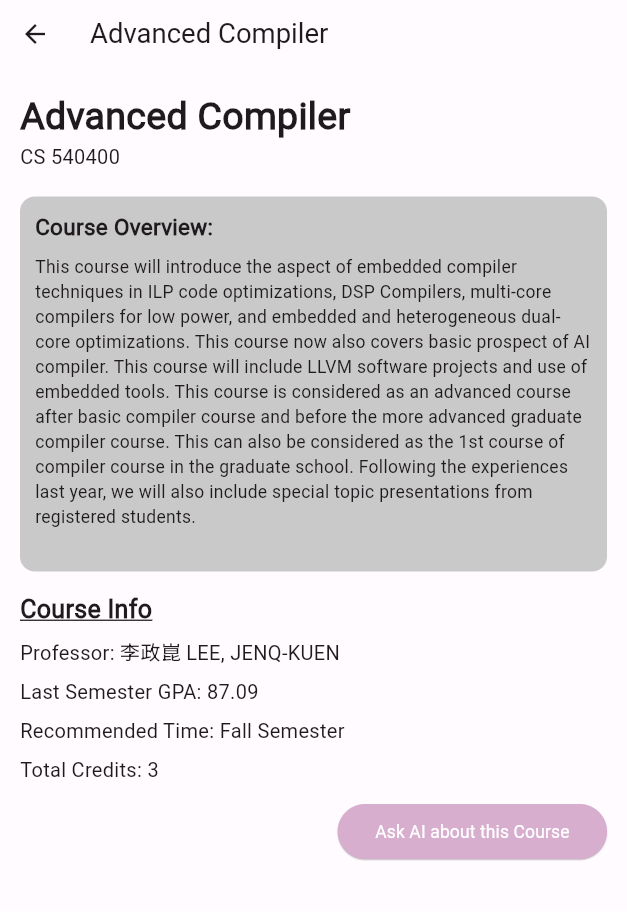 Advanced Compiler
Advanced Compiler
CS 540400
Course Overview:
This course will introduce the aspect of embedded compiler
techniques in ILP code optimizations, DSP Compilers, multi-core
compilers for low power, and embedded and heterogeneous dual-
core optimizations. This course now also covers basic prospect of AI
compiler. This course will include LLVM software projects and use of
embedded tools. This course is considered as an advanced course
after basic compiler course and before the more advanced graduate
compiler course. This can also be considered as the 1st course of
compiler course in the graduate school. Following the experiences
last year, we will also include special topic presentations from
registered students.
Course Info
Professor: 李政崑 LEE, JENQ-KUEN
Last Semester GPA: 87.09
Recommended Time: Fall Semester
Total Credits: 3
Ask AI about this Course